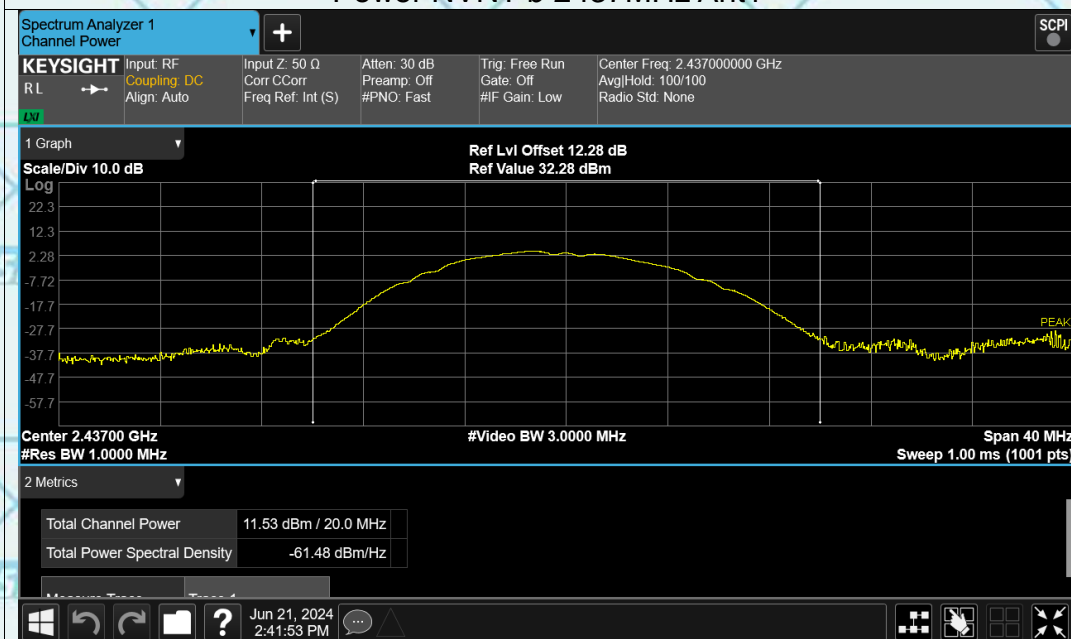 Spectrum Analyzer 1
Channel Power
SCPI
KEYSIGHT
RL
LXI
Input: RF
Coupling: DC
Align: Auto
Input Z: 50 Ω
Corr CCorr
Freq Ref: Int (S)
Atten: 30 dB
Preamp: Off
#PNO: Fast
Trig: Free Run
Gate: Off
#IF Gain: Low
Center Freq: 2.437000000 GHz
Avg|Hold: 100/100
Radio Std: None
1 Graph
Scale/Div 10.0 dB
Ref Lvl Offset 12.28 dB
Ref Value 32.28 dBm
Log
22.3
12.3
2.28
-7.72
-17.7
-27.7
-37.7
-47.7
-57.7
PEAK
Center 2.43700 GHz
#Res BW 1.0000 MHz
#Video BW 3.0000 MHz
Span 40 MHz
Sweep 1.00 ms (1001 pts)
2 Metrics
Total Channel Power 11.53 dBm / 20.0 MHz
Total Power Spectral Density -61.48 dBm/Hz
Jun 21, 2024
2:41:53 PM